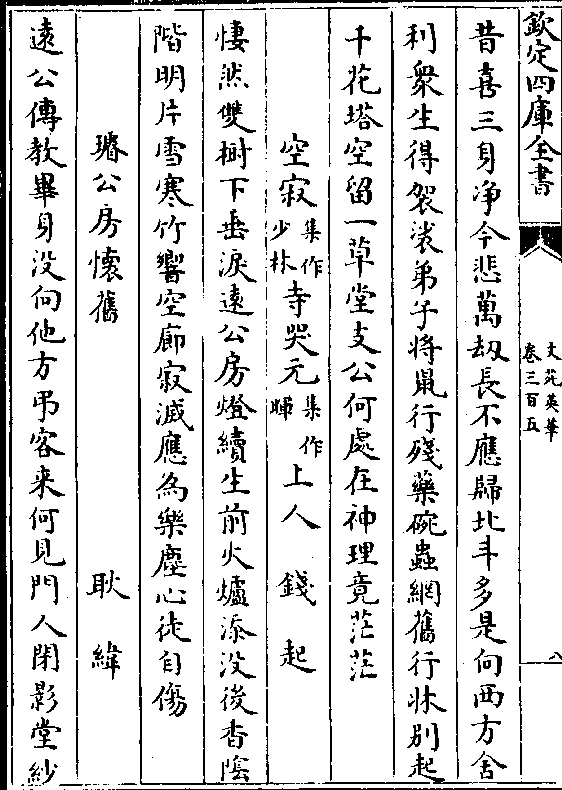 欽定四庫全書
文苑英華
卷三百五
八
昔喜三身净今悲萬刼長不應歸北斗多是向西方舍
利衆生得袈裟弟子將鼠行殘藥碗蟲網舊行牀别起
千花塔空留一草堂支公何處在神理竟茫茫
空寂集作少林寺哭元集作暉上人 錢起
悽然雙樹下垂淚遠公房燈續生前火爐添没後香陰
階明片雪寒竹響空廊寂滅應為樂塵心徒自傷
璿公房懷舊 耿緯
遠公傳教畢身没向他方弔客来何見門人閉影堂紗